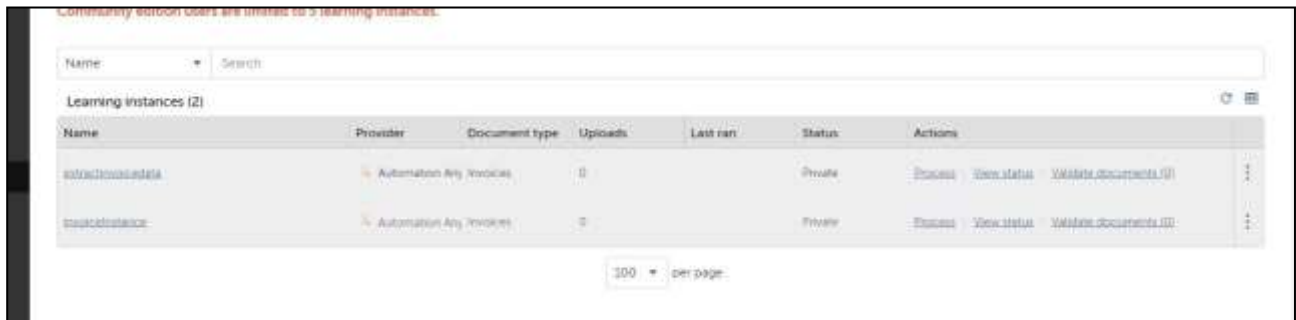 Community edition users are limited to 5 learning instances.
Name Search
Learning instances (2)
Name Provider Document type Uploads Last ran Status Actions
extractinvoicedata Automation Any Invoices 0 Private Process View status Validate documents (0)
Automation Any Invoices 0 Private Process View status Validate documents (0)
100 per page